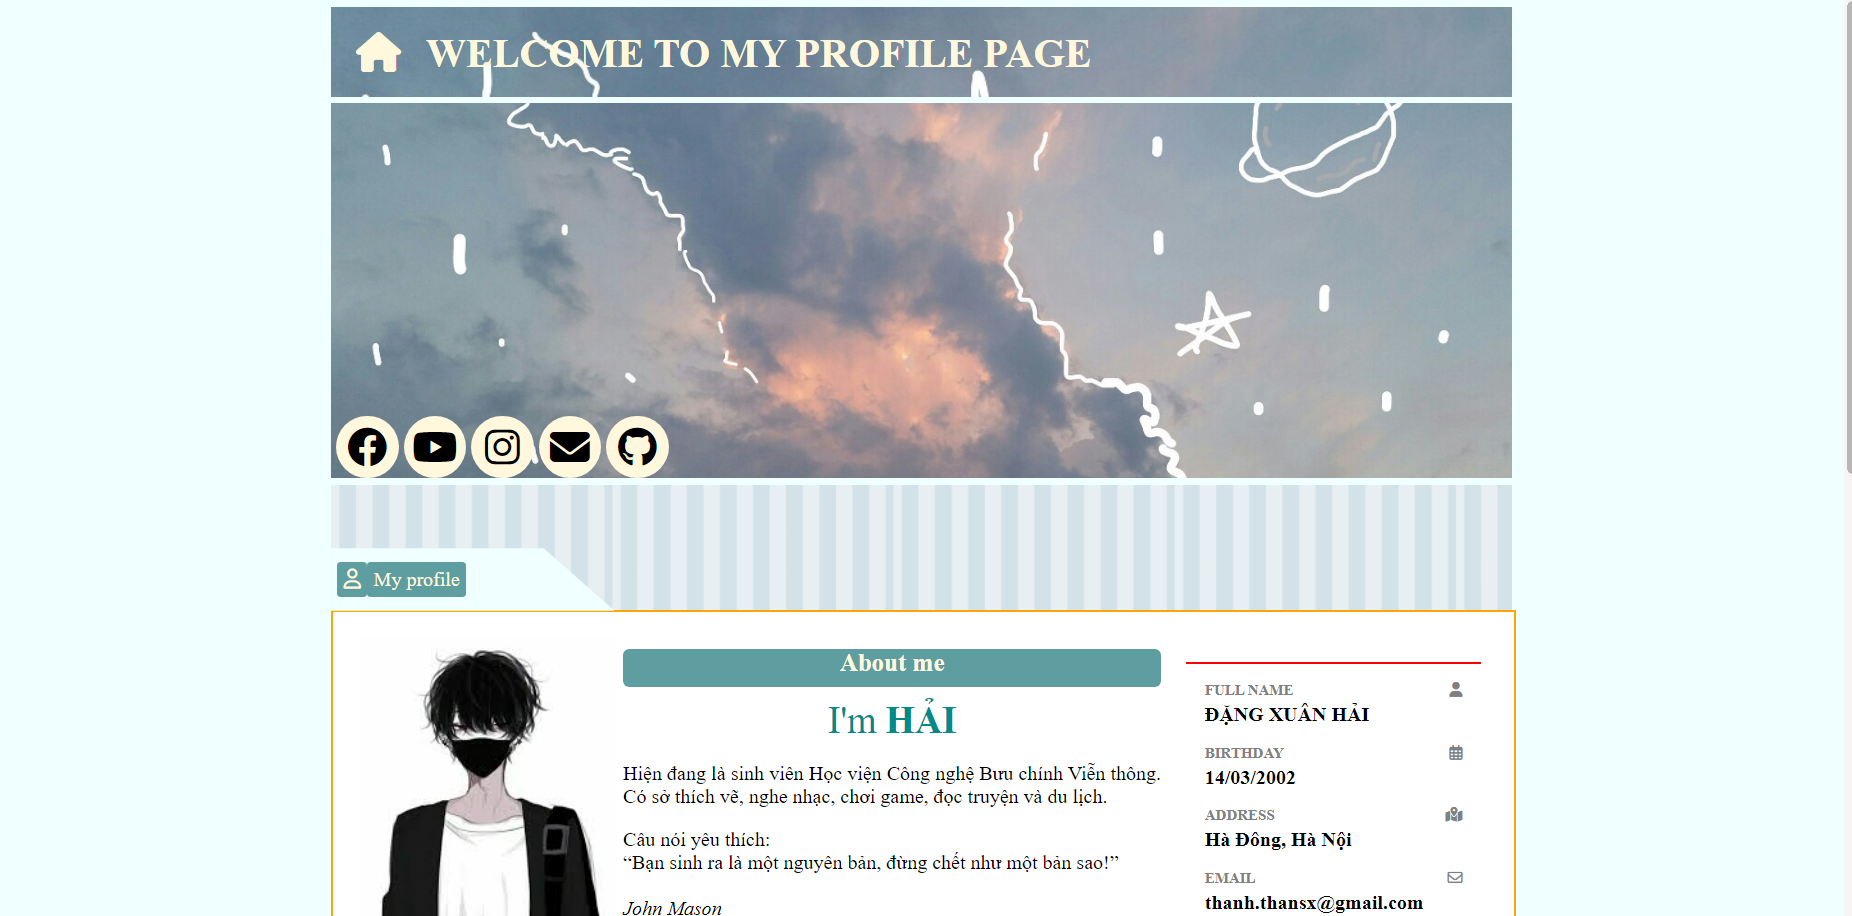 WELCOME TO MY PROFILE PAGE
My profile
About me
I'm HẢI
Hiện đang là sinh viên Học viện Công nghệ Bưu chính Viễn thông.
Có sở thích vẽ, nghe nhạc, chơi game, đọc truyện và du lịch.
Câu nói yêu thích:
“Bạn sinh ra là một nguyên bản, đừng chết như một bản sao!”
John Mason
FULL NAME
ĐẶNG XUÂN HẢI
BIRTHDAY
14/03/2002
ADDRESS
Hà Đông, Hà Nội
EMAIL
thanh.thansx@gmail.com